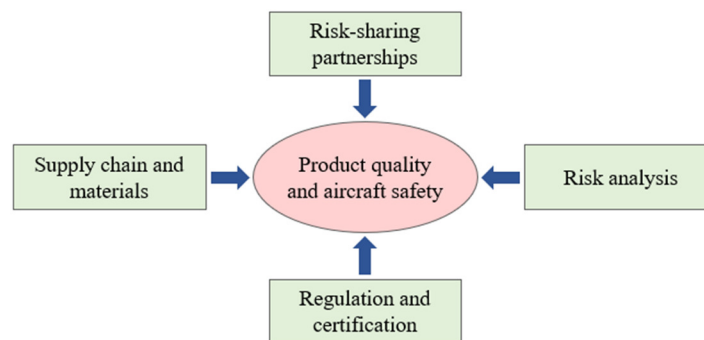 Risk-sharing
partnerships
Supply chain and
materials
Product quality
and aircraft safety
Risk analysis
Regulation and
certification